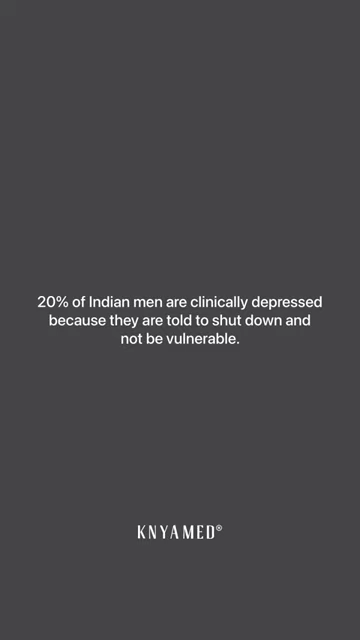 20% of Indian men are clinically depressed
because they are told to shut down and
not be vulnerable.
KNYAMED®